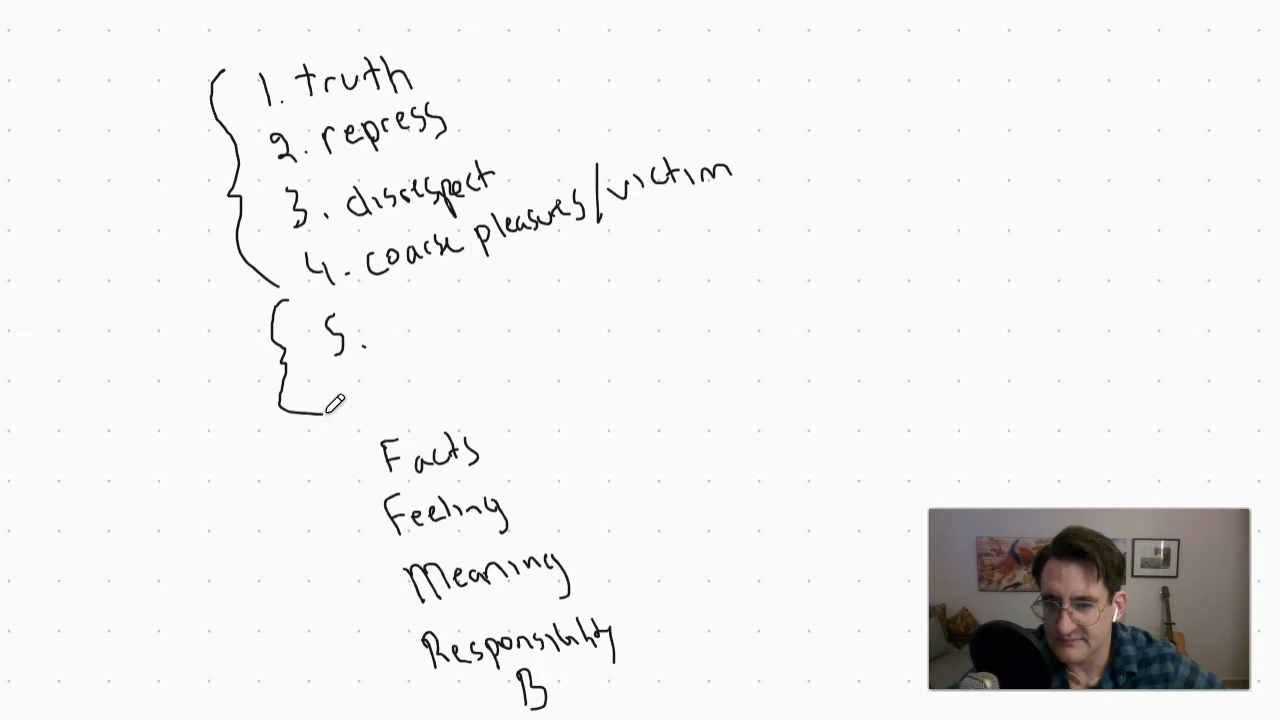 1. truth
2. repress
3. disrespect
4. coarse pleasures/victim
5.
Facts
Feeling
Meaning
Responsibility
B